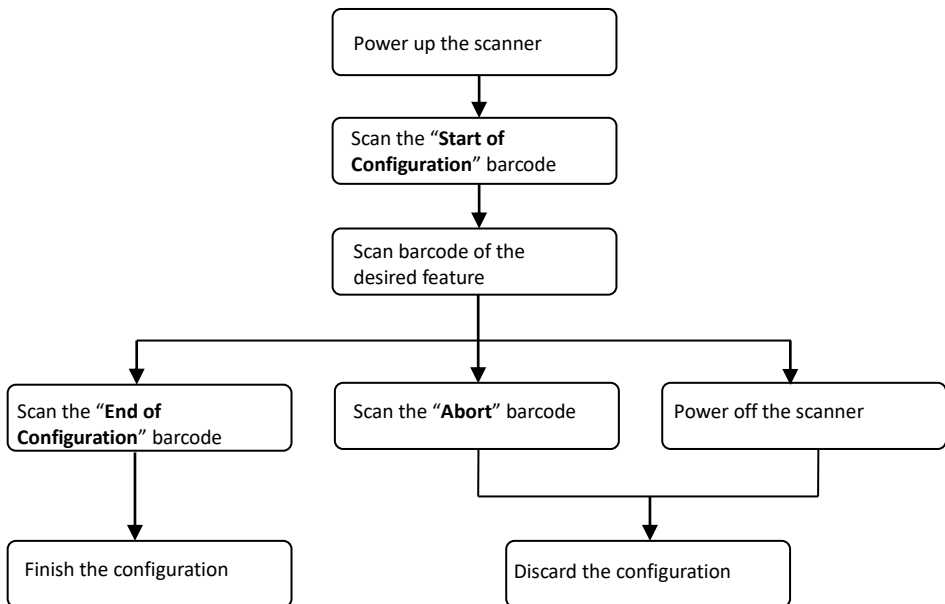 Power up the scanner
Scan the “Start of
Configuration” barcode
Scan barcode of the
desired feature
Scan the “End of
Configuration” barcode
Scan the “Abort” barcode
Power off the scanner
Finish the configuration
Discard the configuration